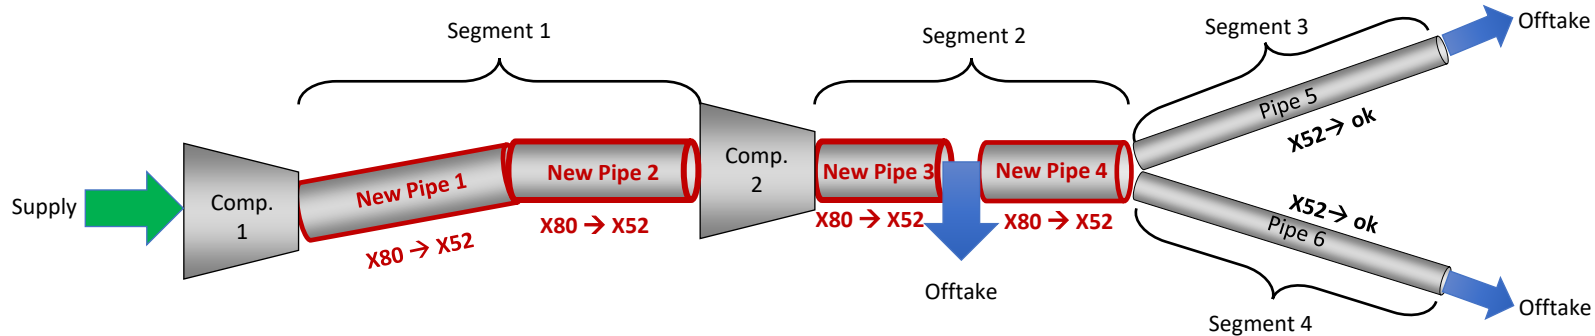 Segment 1
Segment 2
Segment 3
Offtake
Supply
Comp.
1
New Pipe 1
X80 → X52
New Pipe 2
X80 → X52
Comp.
2
New Pipe 3
X80 → X52
Offtake
New Pipe 4
X80 → X52
Pipe 5
X52→ ok
X52→ ok
Pipe 6
Segment 4
Offtake